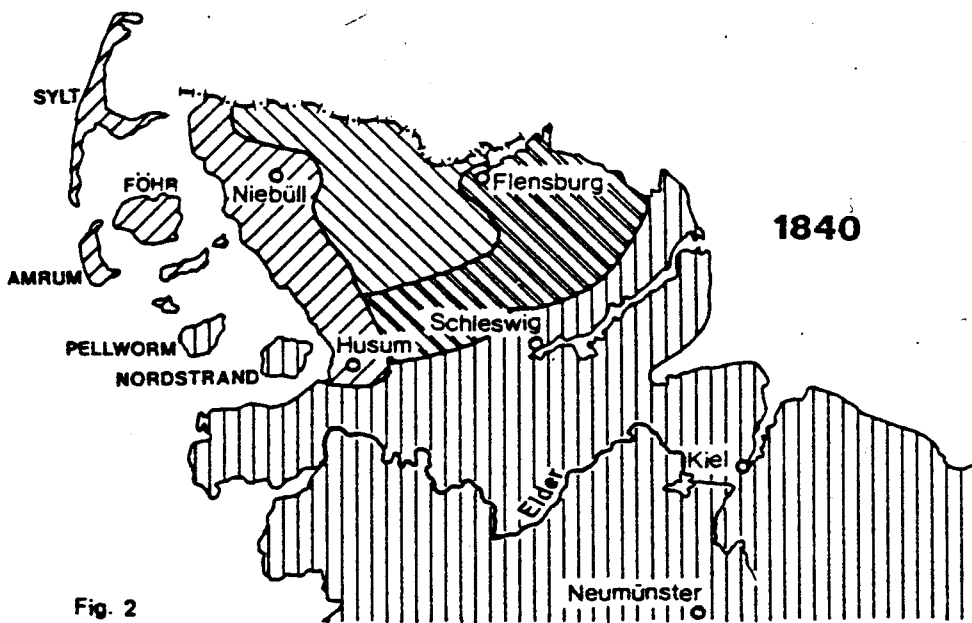 SYLT
FÖHR
Niebüll
Flensburg
1840
AMRUM
Schleswig
PELLWORM
Husum
NORDSTRAND
Kiel
Eider
Neumünster
Fig. 2